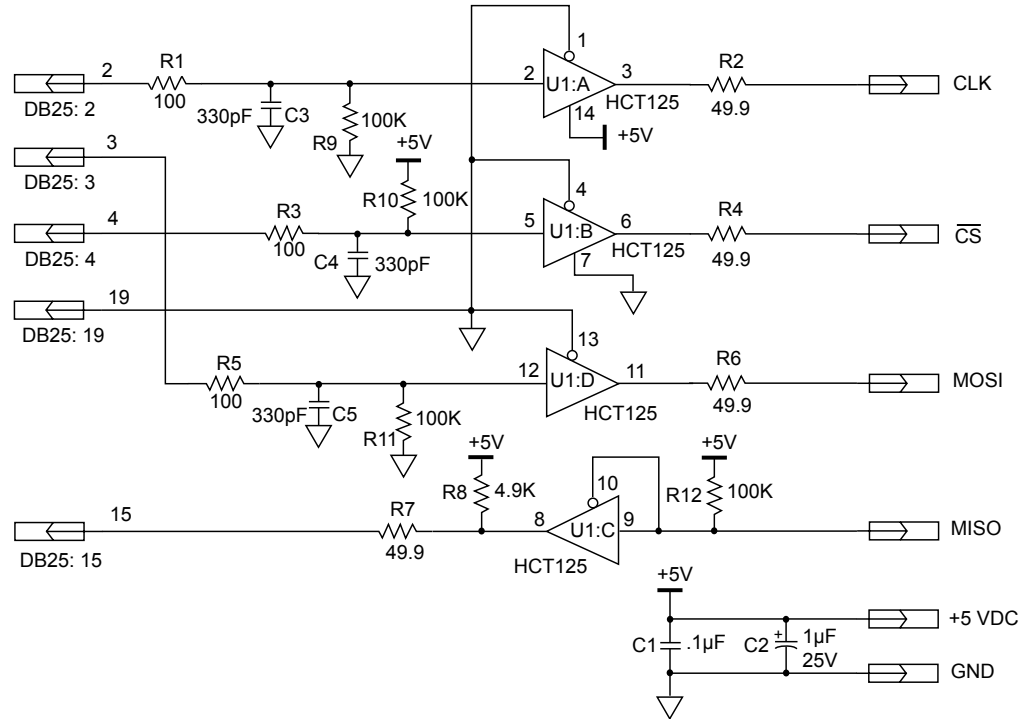 1
2
R1
2
U1:A
3
R2
CLK
DB25: 2
100
330pF
C3
100K
R9
14
HCT125
+5V
49.9
3
DB25: 3
+5V
4
R10
100K
4
R3
5
U1:B
6
R4
CS
DB25: 4
100
C4
330pF
7
HCT125
49.9
19
DB25: 19
13
R5
12
U1:D
11
R6
MOSI
100
330pF
C5
100K
R11
HCT125
49.9
+5V
+5V
R8
4.9K
10
R12
100K
15
R7
8
U1:C
9
MISO
DB25: 15
49.9
HCT125
+5V
+5 VDC
C1
.1µF
C2
+
1µF
25V
GND